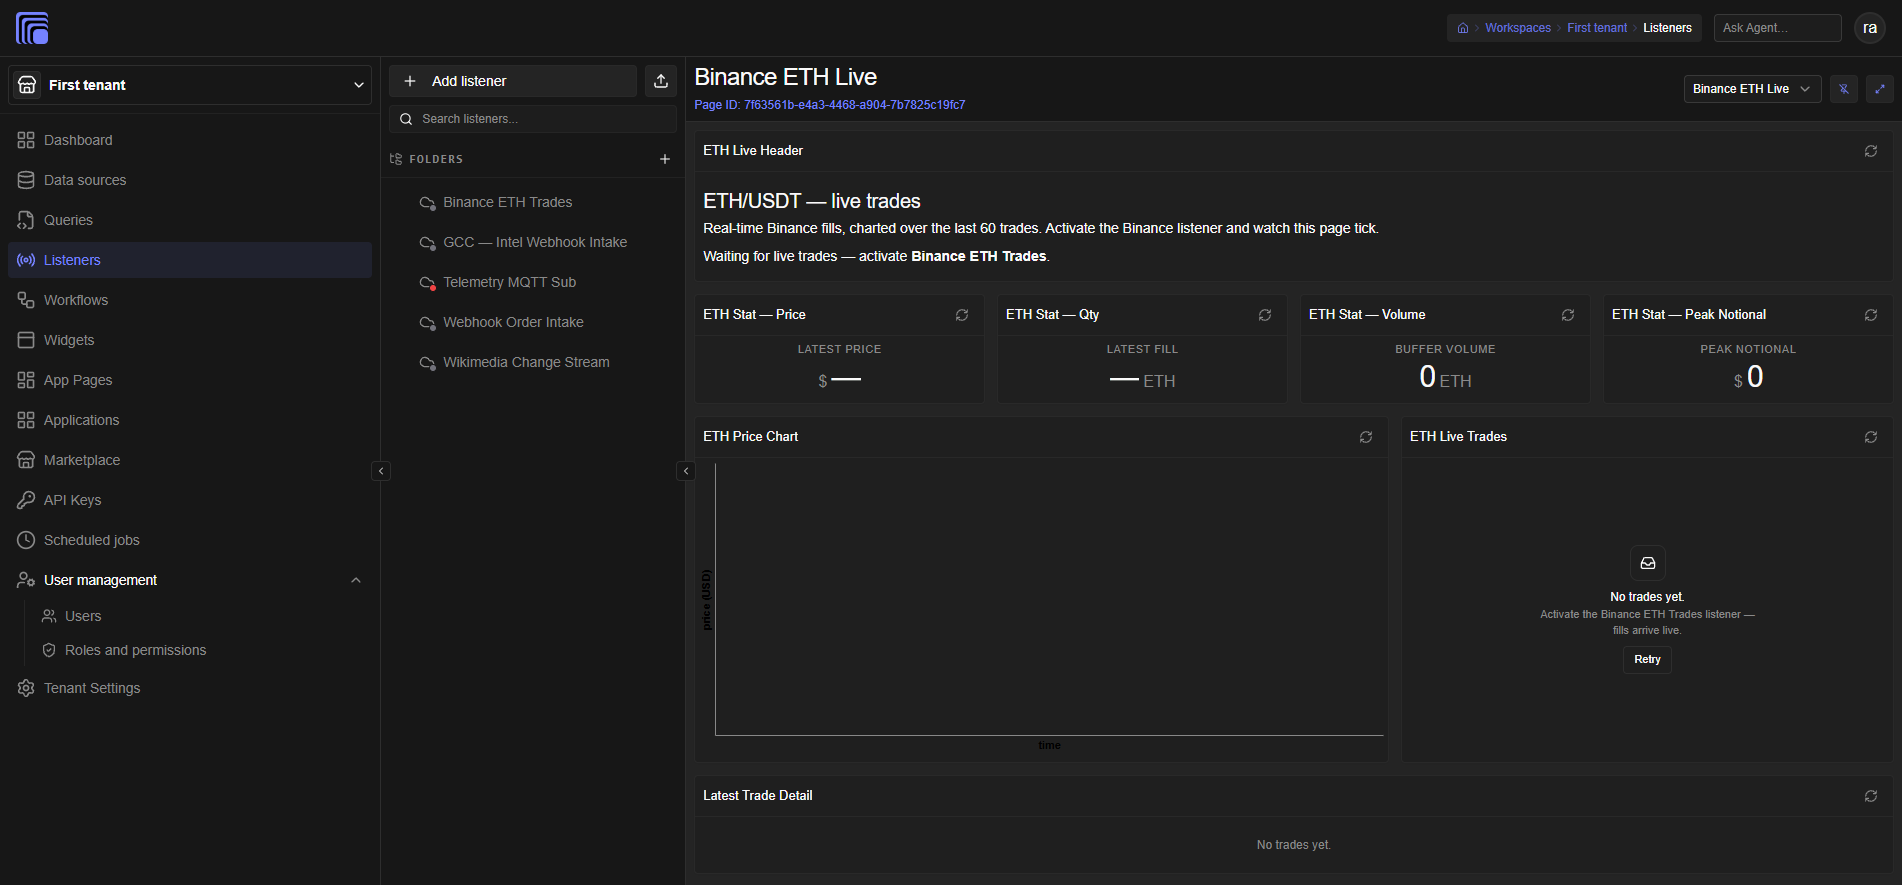 Workspaces
First tenant
Listeners
Ask Agent...
ra
First tenant
Dashboard
Data sources
Queries
Listeners
Workflows
Widgets
App Pages
Applications
Marketplace
API Keys
Scheduled jobs
User management
Users
Roles and permissions
Tenant Settings
Add listener
Search listeners...
FOLDERS
Binance ETH Trades
GCC — Intel Webhook Intake
Telemetry MQTT Sub
Webhook Order Intake
Wikimedia Change Stream
Binance ETH Live
Page ID: 7f63561b-e4a3-4468-a904-7b7825c19fc7
Binance ETH Live
ETH Live Header
ETH/USDT — live trades
Real-time Binance fills, charted over the last 60 trades. Activate the Binance listener and watch this page tick.
Waiting for live trades — activate Binance ETH Trades.
ETH Stat — Price
LATEST PRICE
$ —
ETH Stat — Qty
LATEST FILL
— ETH
ETH Stat — Volume
BUFFER VOLUME
0 ETH
ETH Stat — Peak Notional
PEAK NOTIONAL
$ 0
ETH Price Chart
price (USD)
time
ETH Live Trades
No trades yet.
Activate the Binance ETH Trades listener —
fills arrive live.
Retry
Latest Trade Detail
No trades yet.